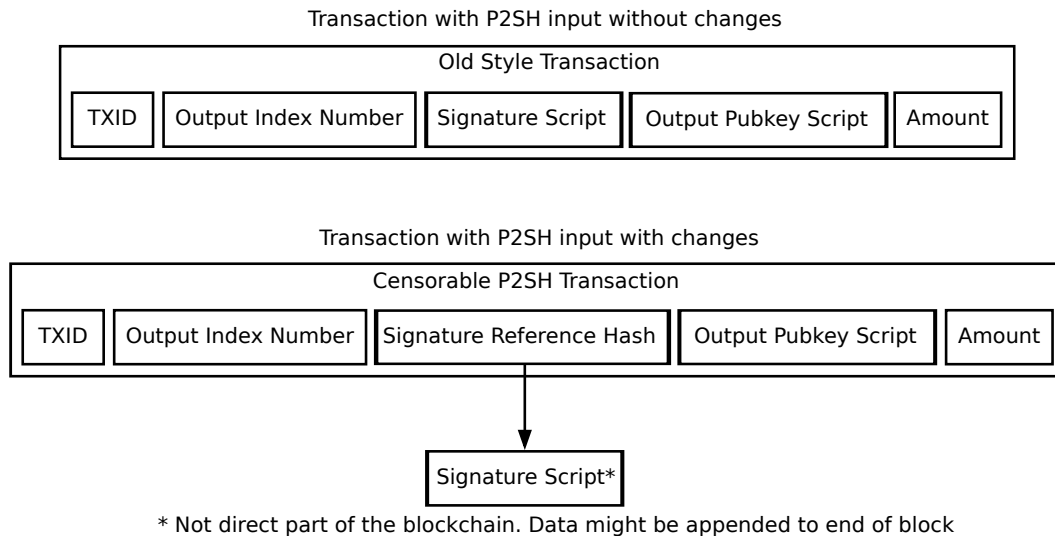 Transaction with P2SH input without changes
Old Style Transaction
TXID Output Index Number Signature Script Output Pubkey Script Amount
Transaction with P2SH input with changes
Censorable P2SH Transaction
TXID Output Index Number Signature Reference Hash Output Pubkey Script Amount
Signature Script*
* Not direct part of the blockchain. Data might be appended to end of block